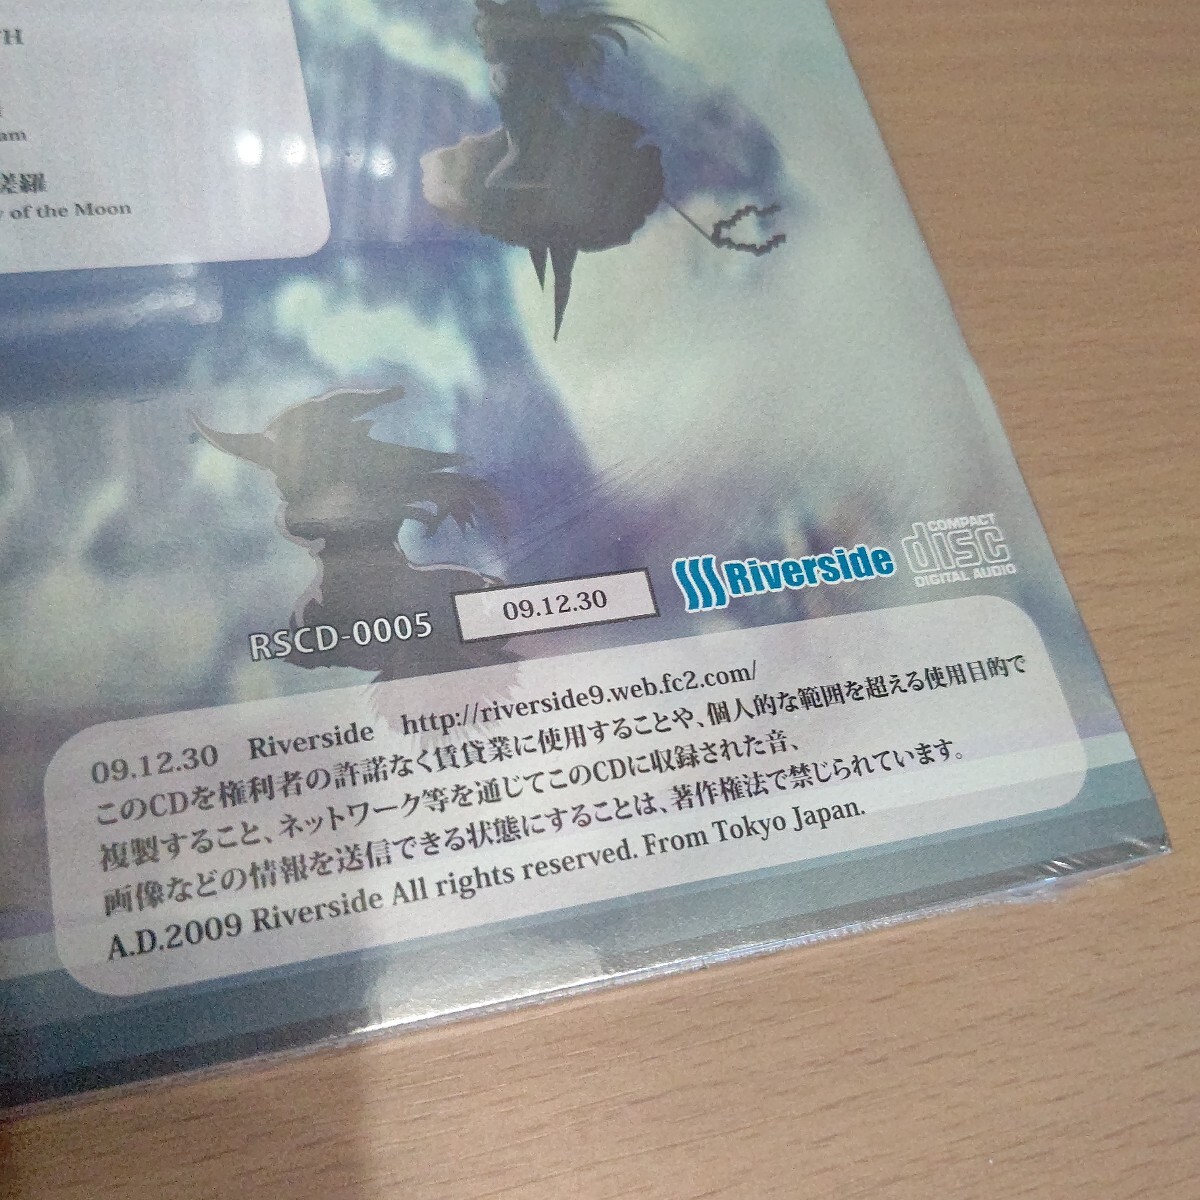 of the Moon
RSCD-0005
09.12.30
Riverside
COMPACT
disc
DIGITAL AUDIO
09.12.30 Riverside http://riverside9.web.fc2.com/
このCDを権利者の許諾なく賃貸業に使用することや、個人的な範囲を超える使用目的で
複製すること、ネットワーク等を通じてこのCDに収録された音、
画像などの情報を送信できる状態にすることは、著作権法で禁じられています。
A.D.2009 Riverside All rights reserved. From Tokyo Japan.